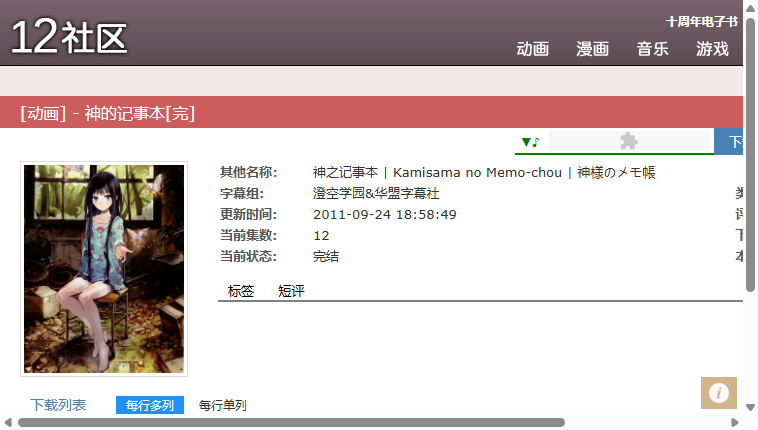 12社区
十周年电子书
动画 漫画 音乐 游戏
[动画] - 神的记事本[完]
▼♪
其他名称: 神之记事本 | Kamisama no Memo-chou | 神様のメモ帳
字幕组: 澄空学园&华盟字幕社
更新时间: 2011-09-24 18:58:49
当前集数: 12
当前状态: 完结
标签 短评
下载列表 每行多列 每行单列